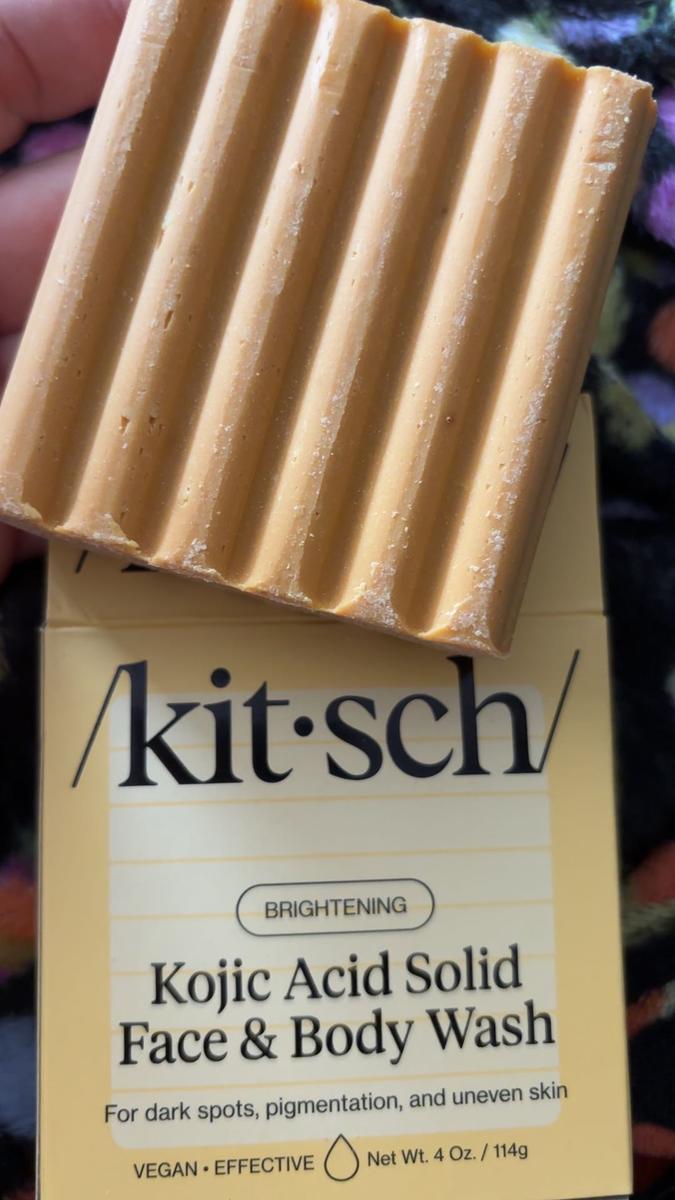 /kit·sch/
BRIGHTENING
Kojic Acid Solid
Face & Body Wash
For dark spots, pigmentation, and uneven skin
VEGAN • EFFECTIVE Net Wt. 4 Oz. / 114g